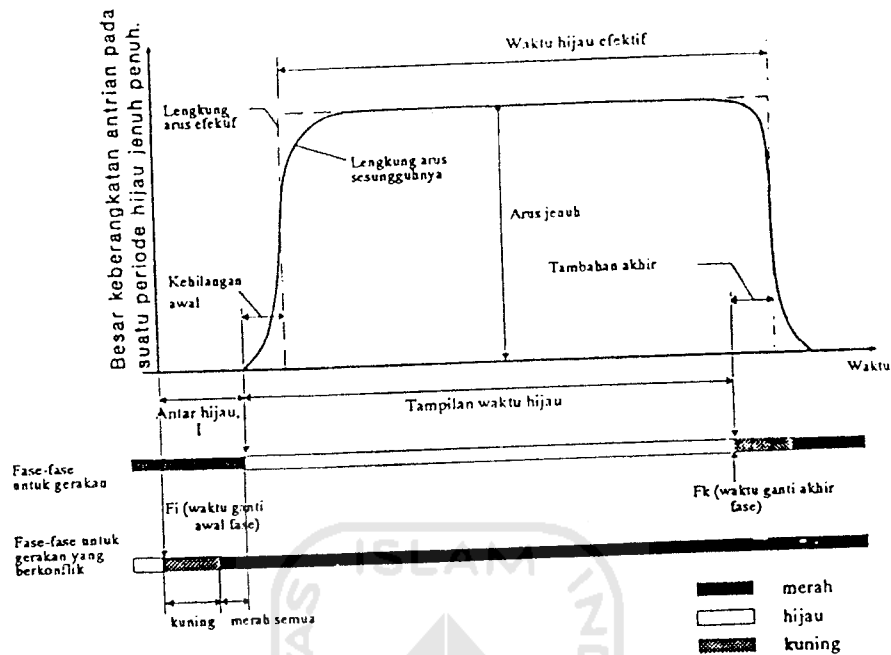 Besar keberangkatan antrian pada
suatu periode hijau jenuh penuh.
Waktu hijau efektif
Lengkung
arus efektif
Lengkung arus
sesungguhnya
Arus jenuh
Kehilangan
awal
Tambahan akhir
Waktu
Antar hijau,
I
Tampilan waktu hijau
Fase-fase
untuk gerakan
Fi (waktu ganti
awal fase)
Fk (waktu ganti akhir
fase)
Fase-fase untuk
gerakan yang
berkonflik
kuning
merah semua
merah
hijau
kuning
ISLAM